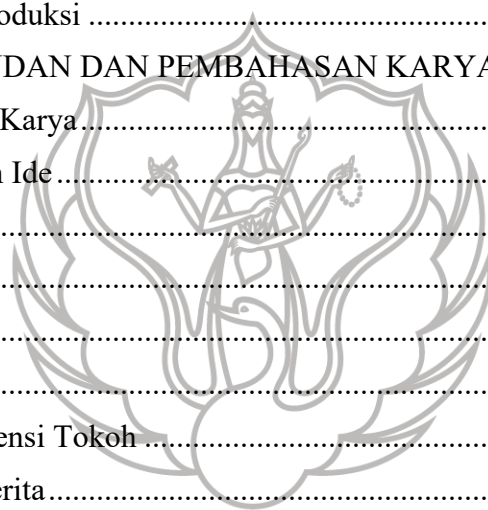 oduksi ................................................
DAN DAN PEMBAHASAN KARYA
Karya................................................
Ide ................................................
................................................
................................................
................................................
................................................
ensi Tokoh ................................................
erita................................................